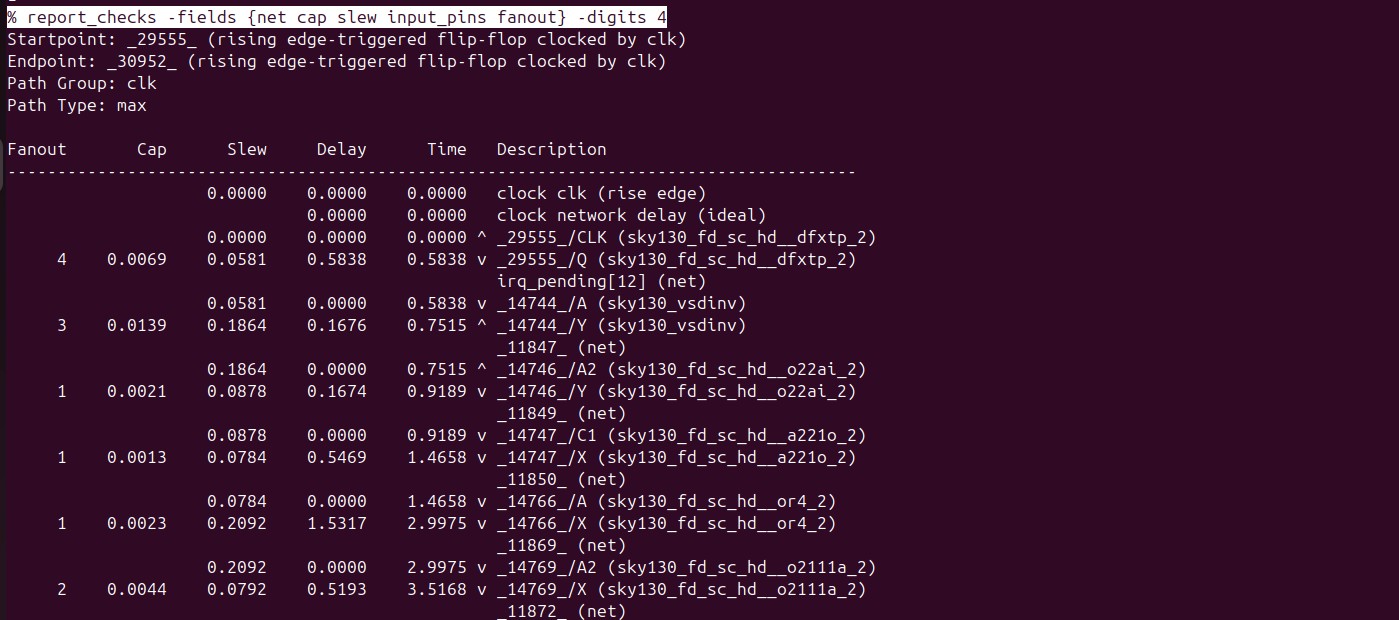 % report_checks -fields {net cap slew input_pins fanout} -digits 4
Startpoint: _29555_ (rising edge-triggered flip-flop clocked by clk)
Endpoint: _30952_ (rising edge-triggered flip-flop clocked by clk)
Path Group: clk
Path Type: max
Fanout Cap Slew Delay Time Description
-------------------------------------------------------------------------------------
0.0000 0.0000 0.0000 clock clk (rise edge)
0.0000 0.0000 clock network delay (ideal)
0.0000 0.0000 0.0000 ^ _29555_/CLK (sky130_fd_sc_hd__dfxtp_2)
4 0.0069 0.0581 0.5838 0.5838 v _29555_/Q (sky130_fd_sc_hd__dfxtp_2)
irq_pending[12] (net)
0.0581 0.0000 0.5838 v _14744_/A (sky130_vsdinv)
3 0.0139 0.1864 0.1676 0.7515 ^ _14744_/Y (sky130_vsdinv)
_11847_ (net)
0.1864 0.0000 0.7515 ^ _14746_/A2 (sky130_fd_sc_hd__o22ai_2)
1 0.0021 0.0878 0.1674 0.9189 v _14746_/Y (sky130_fd_sc_hd__o22ai_2)
_11849_ (net)
0.0878 0.0000 0.9189 v _14747_/C1 (sky130_fd_sc_hd__a221o_2)
1 0.0013 0.0784 0.5469 1.4658 v _14747_/X (sky130_fd_sc_hd__a221o_2)
_11850_ (net)
0.0784 0.0000 1.4658 v _14766_/A (sky130_fd_sc_hd__or4_2)
1 0.0023 0.2092 1.5317 2.9975 v _14766_/X (sky130_fd_sc_hd__or4_2)
_11869_ (net)
0.2092 0.0000 2.9975 v _14769_/A2 (sky130_fd_sc_hd__o2111a_2)
2 0.0044 0.0792 0.5193 3.5168 v _14769_/X (sky130_fd_sc_hd__o2111a_2)
_11872_ (net)